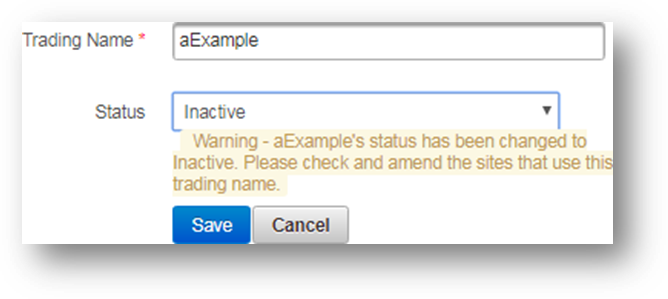 Trading Name * aExample
Status Inactive
Warning - aExample's status has been changed to
Inactive. Please check and amend the sites that use this
trading name.
Save Cancel